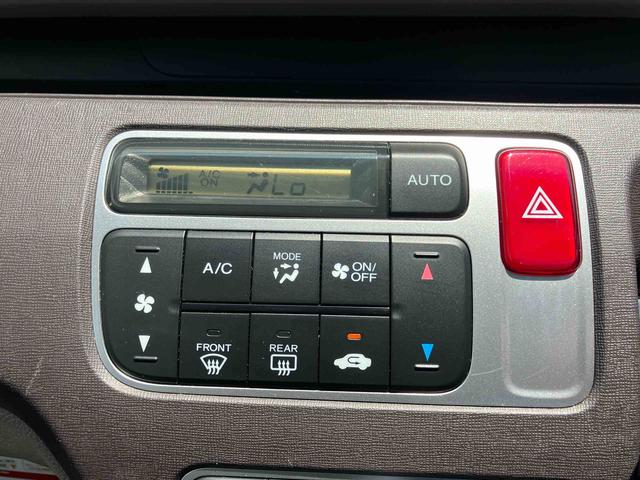 A/C
ON
Lo
AUTO
A/C
MODE
ON/
OFF
FRONT
REAR